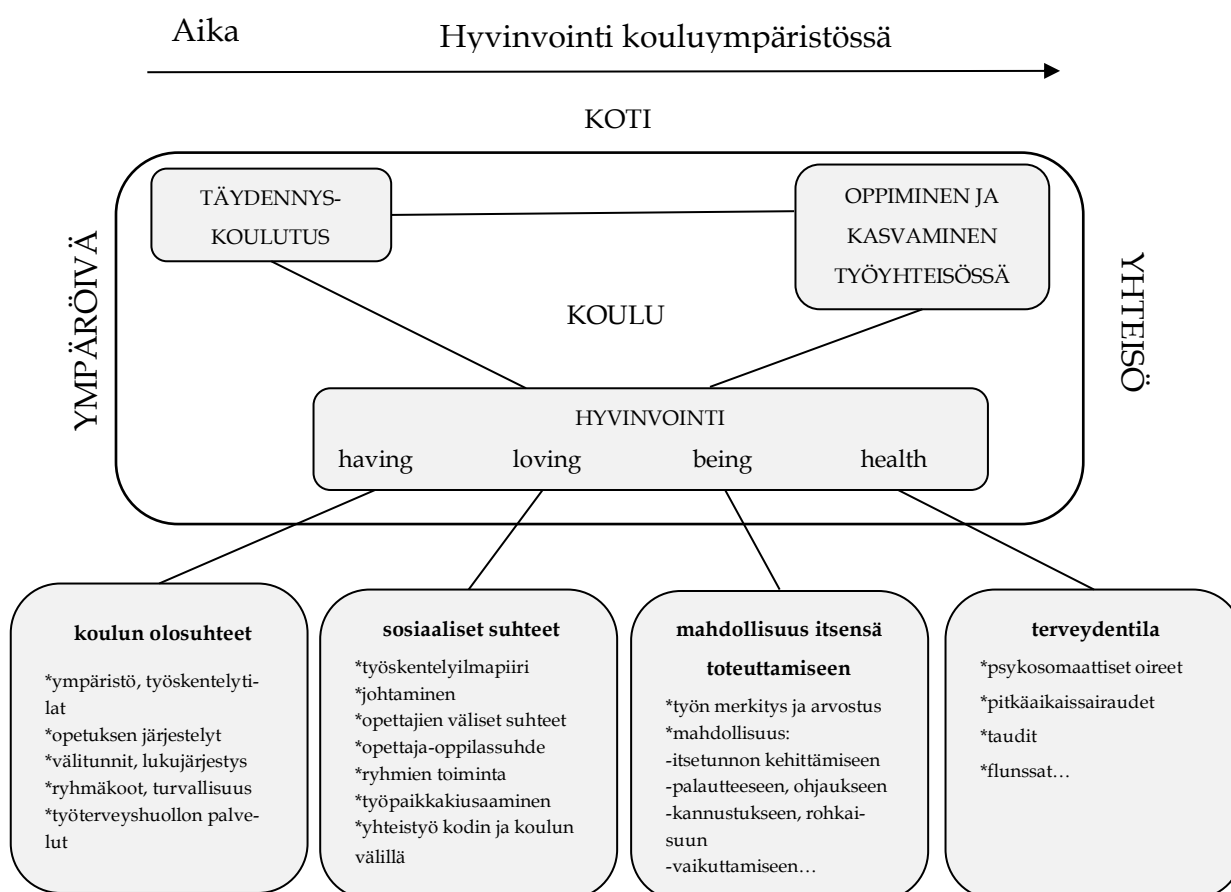 Aika
Hyvinvointi kouluympäristössä
KOTI
YMPÄRÖIVÄ
YHTEISÖ
TÄYDENNYS-
KOULUTUS
OPPIMINEN JA
KASVAMINEN
TYÖYHTEISÖSSÄ
KOULU
HYVINVOINTI
having loving being health
koulun olosuhteet
*ympäristö, työskentelyti-
lat
*opetuksen järjestelyt
*välitunnit, lukujärjestys
*ryhmäkoot, turvallisuus
*työterveyshuollon palve-
lut
sosiaaliset suhteet
*työskentelyilmapiiri
*johtaminen
*opettajien väliset suhteet
*opettaja-oppilassuhde
*ryhmien toiminta
*työpaikkakiusaaminen
*yhteistyö kodin ja koulun
välillä
mahdollisuus itsensä
toteuttamiseen
*työn merkitys ja arvostus
*mahdollisuus:
-itsetunnon kehittämiseen
-palautteeseen, ohjaukseen
-kannustukseen, rohkai-
suun
-vaikuttamiseen…
terveydentila
*psykosomaattiset oireet
*pitkäaikaissairaudet
*taudit
*flunssat…